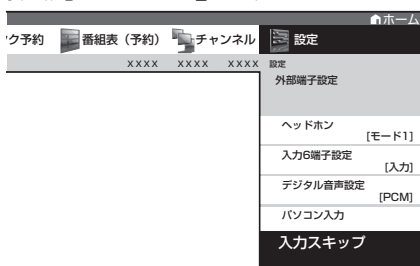 ホーム
ク予約 番組表（予約） チャンネル 設定
XXXX XXXX XXXX 設定
外部端子設定
ヘッドホン
[モード1]
入力6端子設定
[入力]
デジタル音声設定
[PCM]
パソコン入力
入力スキップ